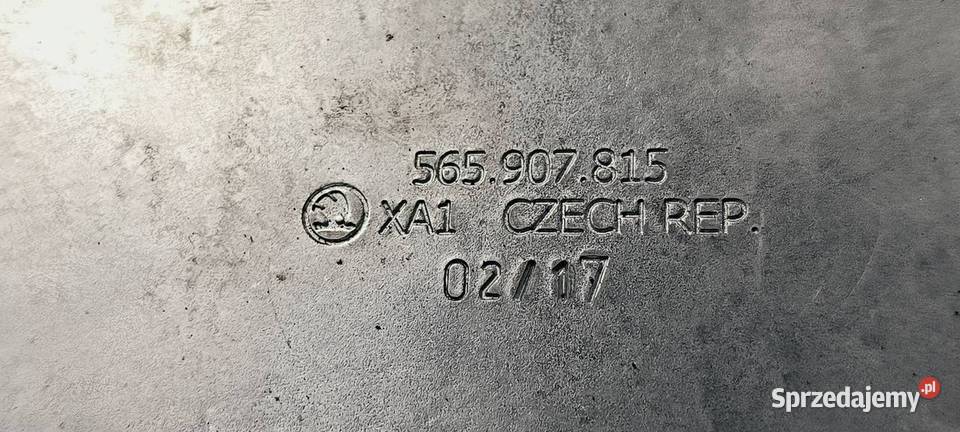 565.907.815
XA1 CZECH REP.
02/17
Sprzedajemy.pl